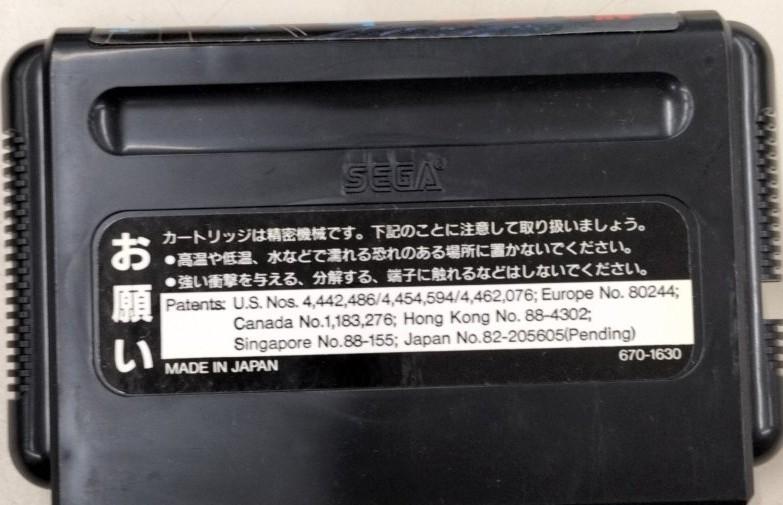 SEGA®
お願い
カートリッジは精密機械です。下記のことに注意して取り扱いましょう。
●高温や低温、水などで濡れる恐れのある場所に置かないでください。
●強い衝撃を与える、分解する、端子に触れるなどはしないでください。
Patents: U.S. Nos. 4,442,486/4,454,594/4,462,076; Europe No. 80244;
Canada No.1,183,276; Hong Kong No. 88-4302;
Singapore No.88-155; Japan No.82-205605(Pending)
MADE IN JAPAN 670-1630